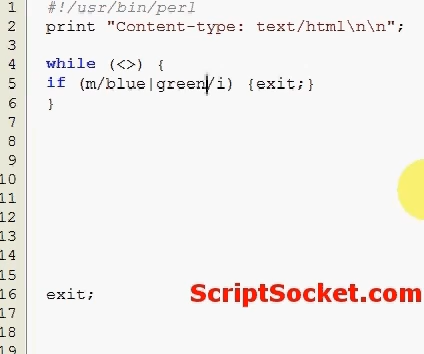 1 #!/usr/bin/perl
2 print "Content-type: text/html\n\n";
3
4 while (<>) {
5 if (m/blue|green/i) {exit;}
6 }
7
8
9
10
11
12
13
14
15
16 exit; ScriptSocket.com
17
18
19